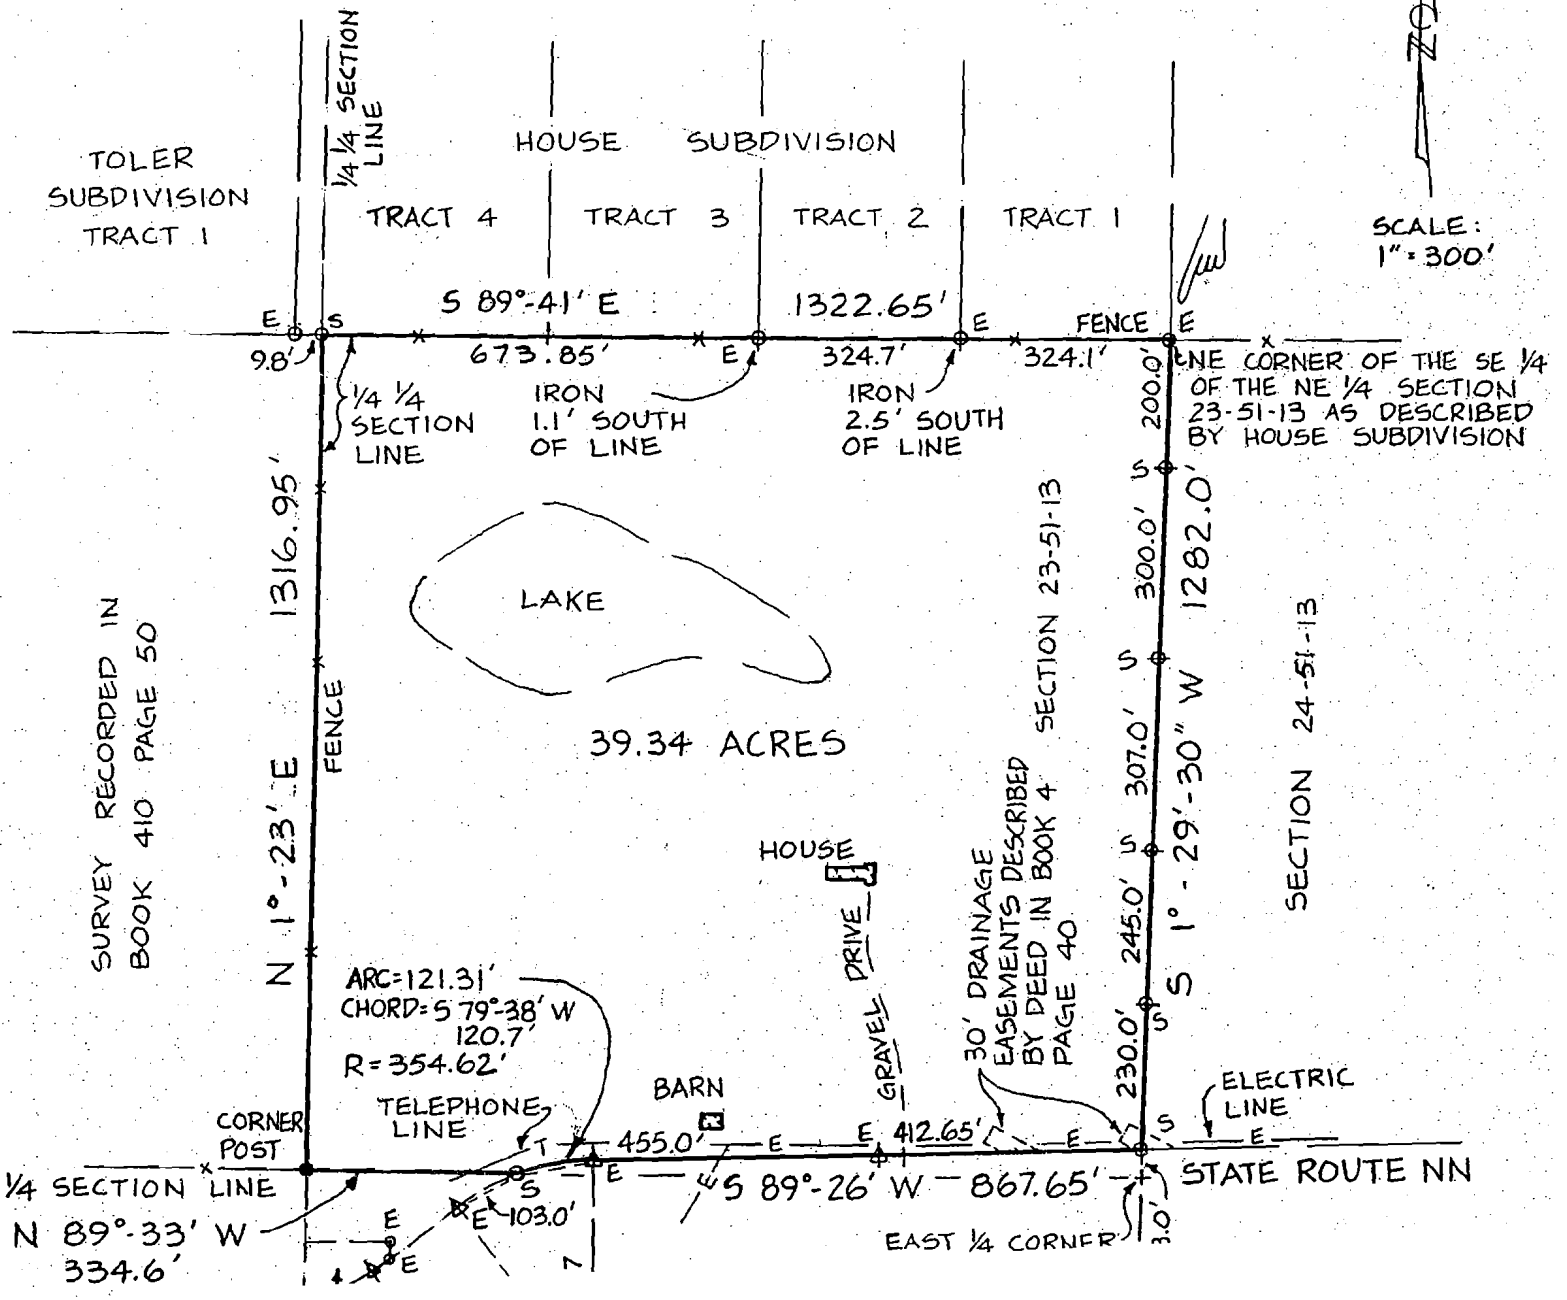 1/4 1/4 SECTION
LINE
HOUSE SUBDIVISION
TOLER
SUBDIVISION
TRACT 1
TRACT 4
TRACT 3
TRACT 2
TRACT 1
SCALE:
1" = 300'
S 89°-41' E
1322.65'
E
S
E
FENCE
E
9.8'
673.85'
E
324.7'
324.1'
200.0'
NE CORNER OF THE SE 1/4
OF THE NE 1/4 SECTION
23-51-13 AS DESCRIBED
BY HOUSE SUBDIVISION
1/4 1/4
SECTION
LINE
IRON
1.1' SOUTH
OF LINE
IRON
2.5' SOUTH
OF LINE
S
1316.95'
N 1°-23' E
FENCE
SURVEY RECORDED IN
BOOK 410 PAGE 50
LAKE
39.34 ACRES
SECTION 23-51-13
300.0'
1282.0'
S
307.0'
S 1°-29'-30" W
S
245.0'
S
230.0'
SECTION 24-51-13
HOUSE
GRAVEL DRIVE
30' DRAINAGE
EASEMENTS DESCRIBED
BY DEED IN BOOK 4
PAGE 40
ARC=121.31'
CHORD=S 79°-38' W
120.7'
R=354.62'
BARN
TELEPHONE
LINE
ELECTRIC
LINE
CORNER
POST
T
455.0'
E
E
412.65'
E
S
E
1/4 SECTION LINE
S
E
E
S 89°-26' W - 867.65'
STATE ROUTE NN
N 89°-33' W
334.6'
E
103.0'
E
E
EAST 1/4 CORNER
3.0'